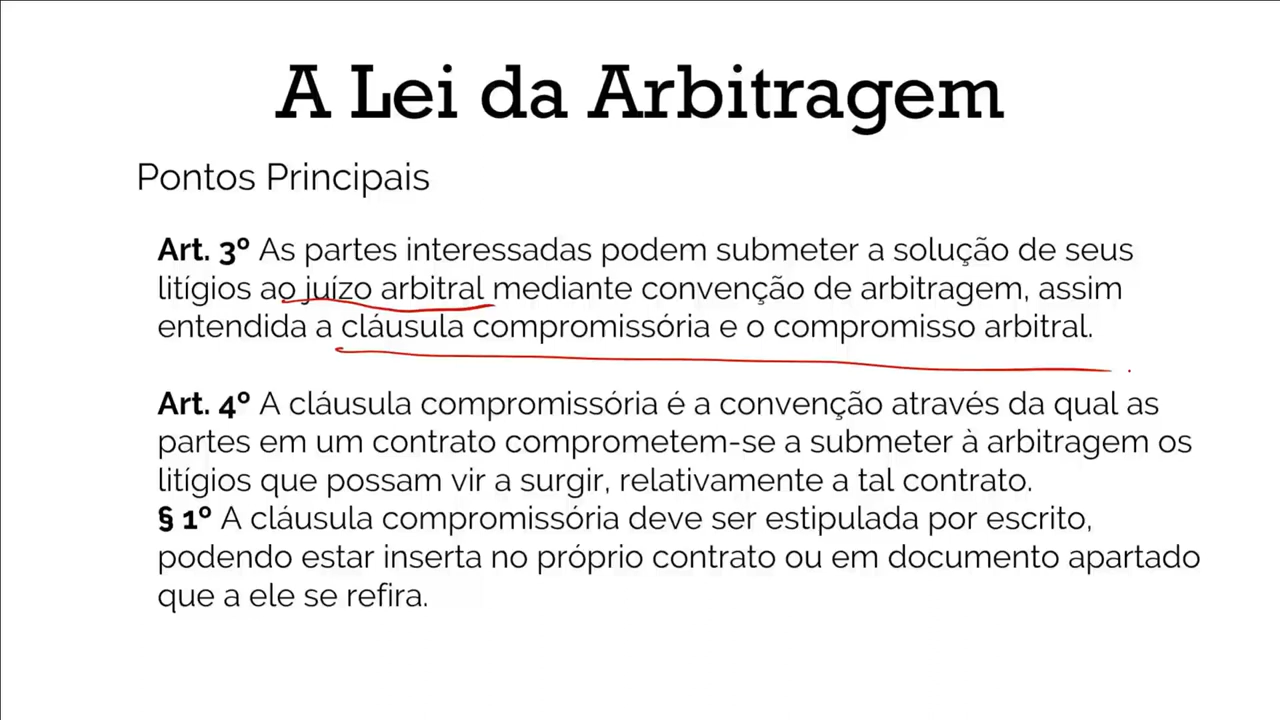 A Lei da Arbitragem
Pontos Principais
Art. 3º As partes interessadas podem submeter a solução de seus
litígios ao juízo arbitral mediante convenção de arbitragem, assim
entendida a cláusula compromissória e o compromisso arbitral.
Art. 4º A cláusula compromissória é a convenção através da qual as
partes em um contrato comprometem-se a submeter à arbitragem os
litígios que possam vir a surgir, relativamente a tal contrato.
§ 1º A cláusula compromissória deve ser estipulada por escrito,
podendo estar inserta no próprio contrato ou em documento apartado
que a ele se refira.